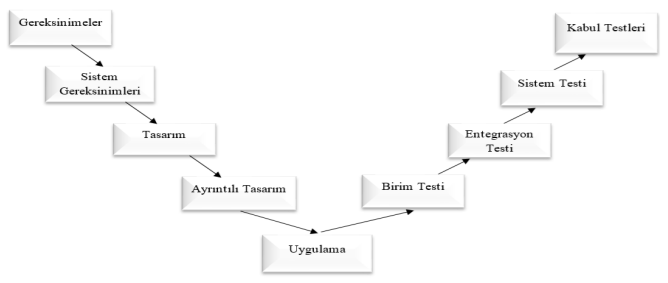 Gereksinimeler
Sistem
Gereksinimleri
Tasarım
Ayrıntılı Tasarım
Uygulama
Birim Testi
Entegrasyon
Testi
Sistem Testi
Kabul Testleri